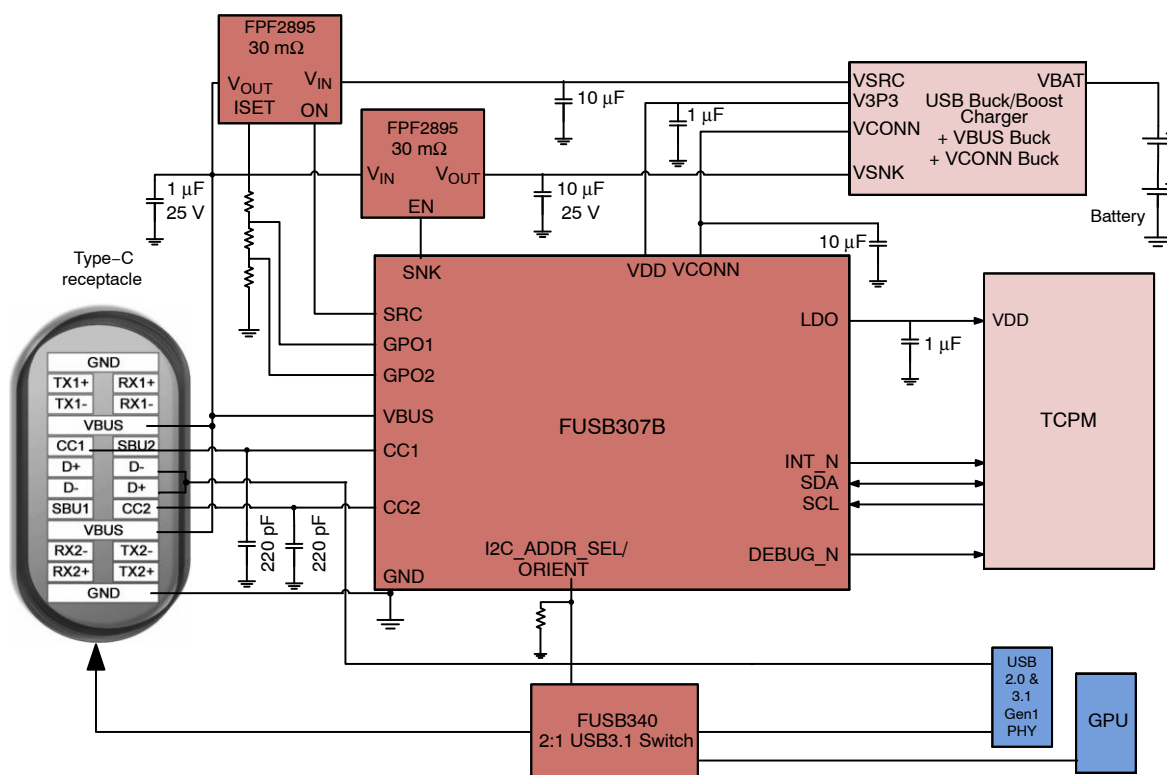 FPF2895
30 mΩ
VOUT
VIN
ISET
ON
FPF2895
30 mΩ
VIN
VOUT
EN
10 μF
1 μF
VSRC
VBAT
V3P3
USB Buck/Boost
Charger
VCONN
+ VBUS Buck
+ VCONN Buck
VSNK
Battery
1 μF
25 V
10 μF
25 V
10 μF
Type−C
receptacle
GND
TX1+
RX1+
TX1-
RX1-
VBUS
CC1
SBU2
D+
D-
D-
D+
SBU1
CC2
VBUS
RX2-
TX2-
RX2+
TX2+
GND
220 pF
220 pF
SNK
VDD
VCONN
SRC
GPO1
GPO2
VBUS
CC1
CC2
GND
FUSB307B
LDO
INT_N
SDA
SCL
DEBUG_N
I2C_ADDR_SEL/
ORIENT
1 μF
VDD
TCPM
FUSB340
2:1 USB3.1 Switch
USB
2.0 &
3.1
Gen1
PHY
GPU